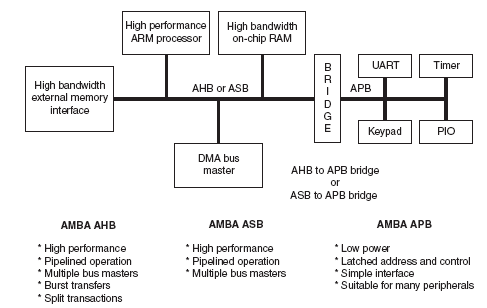 High performance
ARM processor
High bandwidth
on-chip RAM
High bandwidth
external memory
interface
AHB or ASB
B
R
I
D
G
E
APB
UART
Timer
Keypad
PIO
DMA bus
master
AHB to APB bridge
or
ASB to APB bridge
AMBA AHB
* High performance
* Pipelined operation
* Multiple bus masters
* Burst transfers
* Split transactions
AMBA ASB
* High performance
* Pipelined operation
* Multiple bus masters
AMBA APB
* Low power
* Latched address and control
* Simple interface
* Suitable for many peripherals